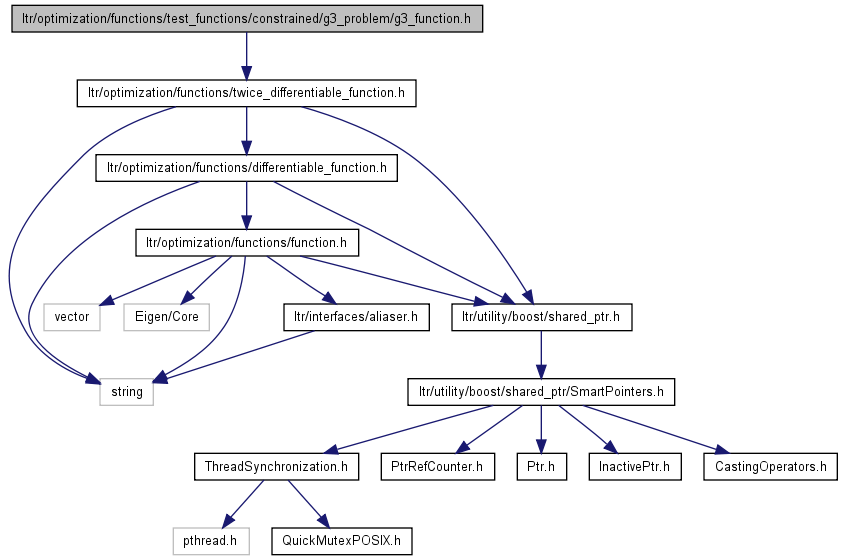 ltr/optimization/functions/test_functions/constrained/g3_problem/g3_function.h
ltr/optimization/functions/twice_differentiable_function.h
ltr/optimization/functions/differentiable_function.h
ltr/optimization/functions/function.h
vector
Eigen/Core
ltr/interfaces/aliaser.h
ltr/utility/boost/shared_ptr.h
string
ltr/utility/boost/shared_ptr/SmartPointers.h
ThreadSynchronization.h
PtrRefCounter.h
Ptr.h
InactivePtr.h
CastingOperators.h
pthread.h
QuickMutexPOSIX.h